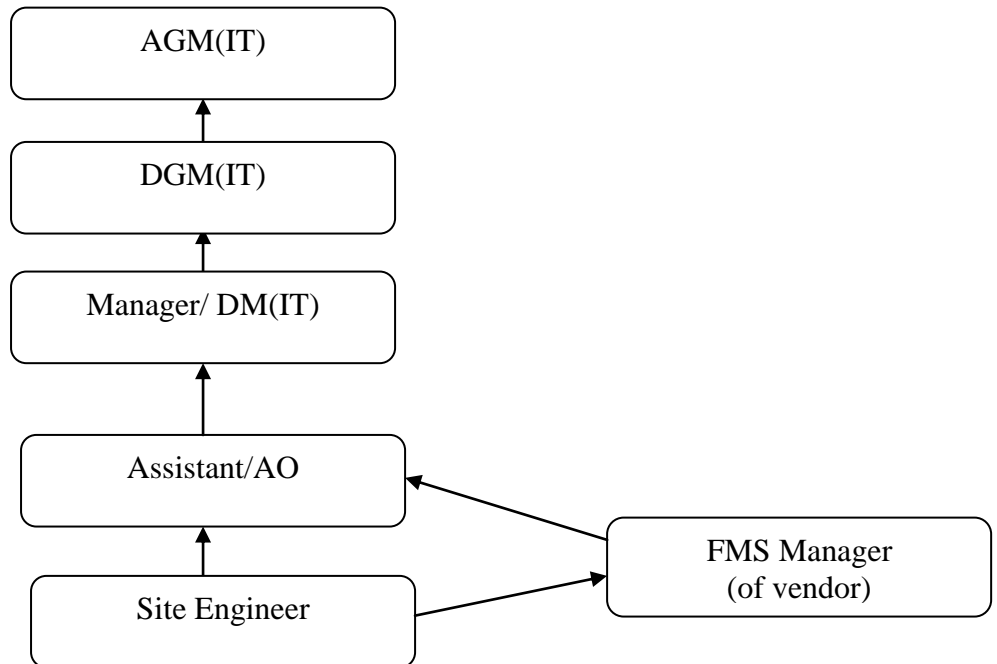 AGM(IT)
DGM(IT)
Manager/ DM(IT)
Assistant/AO
FMS Manager
(of vendor)
Site Engineer